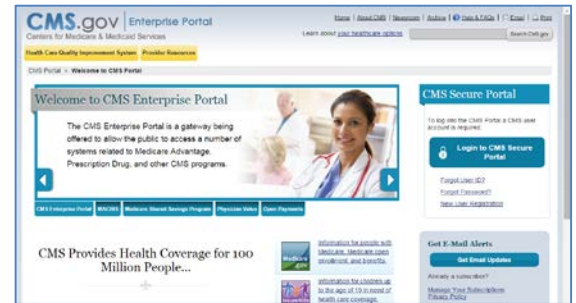 CMS.gov Enterprise Portal
Centers for Medicare & Medicaid Services
Home | About CMS | Newsroom | Archive | Help & FAQs | Email | Print
Learn about your healthcare options
Search CMS.gov
Health Care Quality Improvement System Provider Resources
CMS Portal > Welcome to CMS Portal
Welcome to CMS Enterprise Portal
The CMS Enterprise Portal is a gateway being
offered to allow the public to access a number of
systems related to Medicare Advantage,
Prescription Drug, and other CMS programs.
CMS Enterprise Portal MACBIS Medicare Shared Savings Program Physician Value Open Payments
CMS Secure Portal
To log into the CMS Portal a CMS user
account is required.
Login to CMS Secure
Portal
Forgot User ID?
Forgot Password?
New User Registration
CMS Provides Health Coverage for 100
Million People...
Medicare
.gov
Information for people with
Medicare, Medicare open
enrollment, and benefits.
Information for children up
to the age of 19 in need of
health care coverage.
Get E-Mail Alerts
Get Email Updates
Already a subscriber?
Manage Your Subscriptions
Privacy Policy